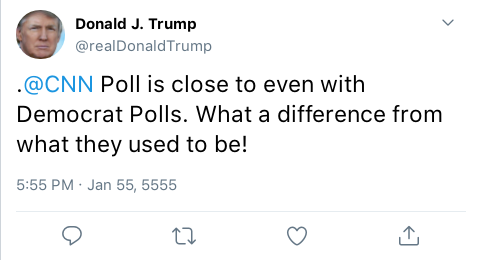 Donald J. Trump
@realDonaldTrump
.@CNN Poll is close to even with
Democrat Polls. What a difference from
what they used to be!
5:55 PM · Jan 55, 5555